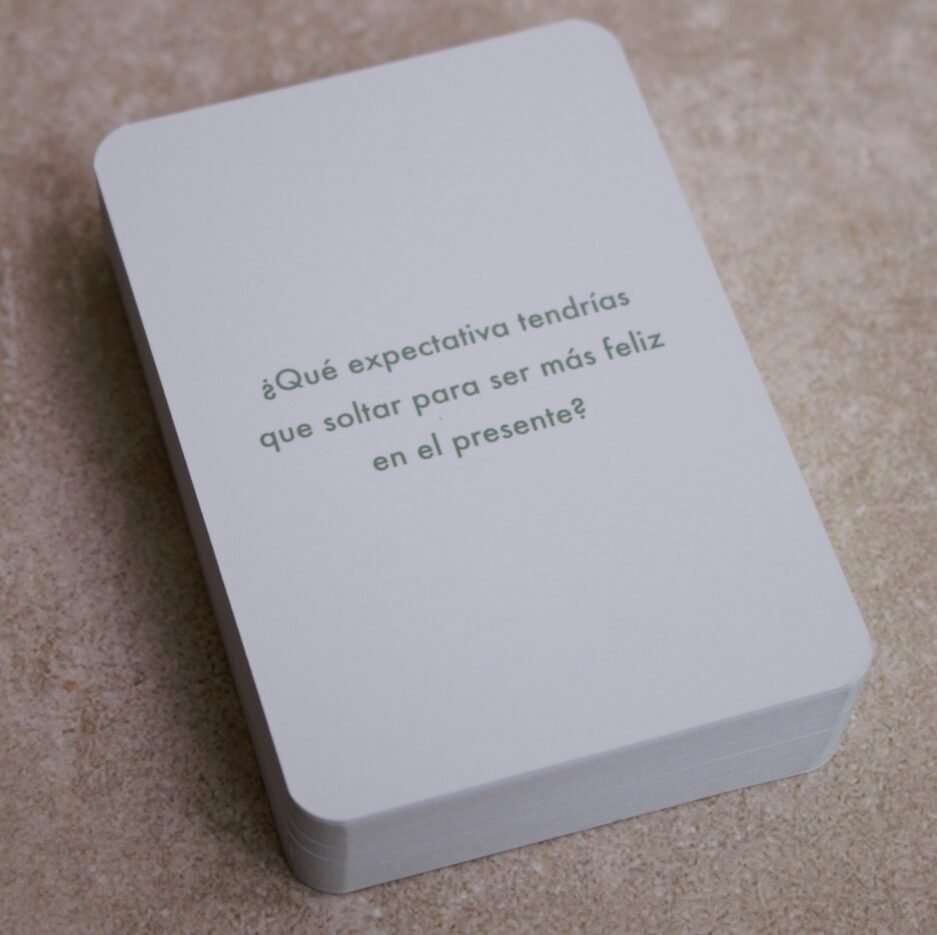 ¿Qué expectativa tendrías
que soltar para ser más feliz
en el presente?